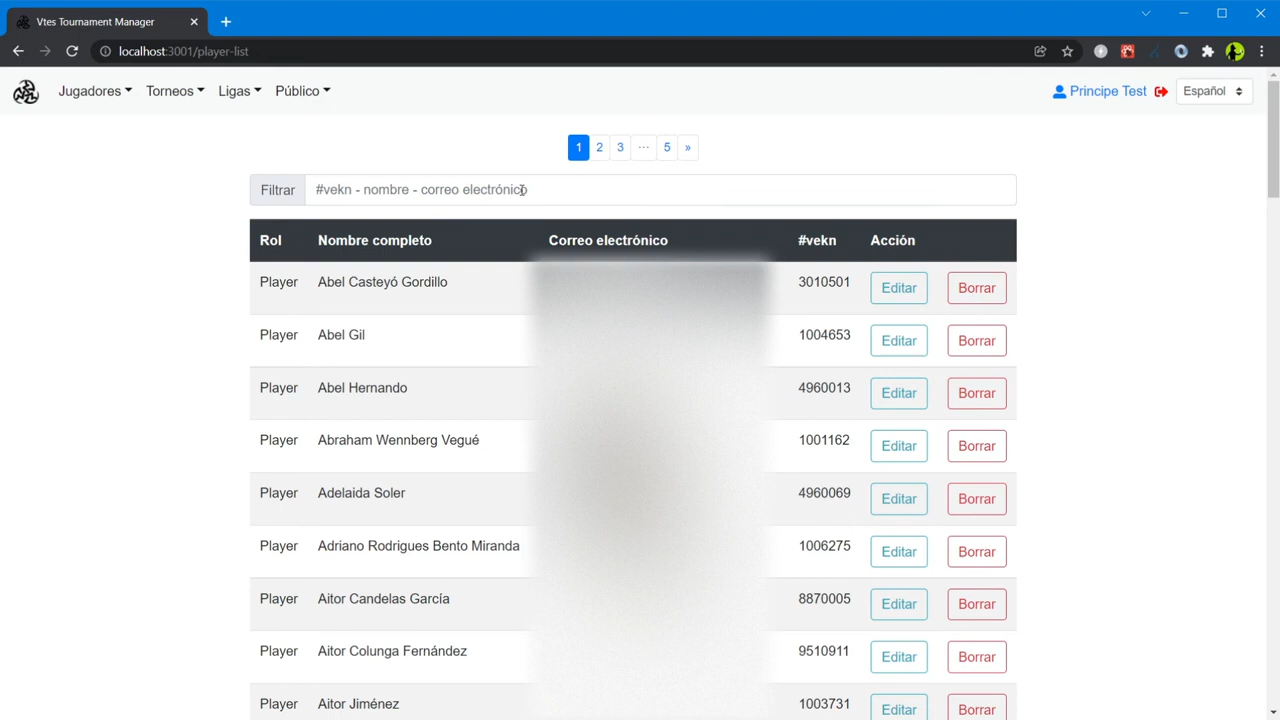 Vtes Tournament Manager
localhost:3001/player-list
Jugadores Torneos Ligas Público Principe Test Español
1 2 3 ... 5 »
Filtrar #vekn - nombre - correo electrónico
Rol Nombre completo Correo electrónico #vekn Acción
Player Abel Casteyó Gordillo 3010501 Editar Borrar
Player Abel Gil 1004653 Editar Borrar
Player Abel Hernando 4960013 Editar Borrar
Player Abraham Wennberg Vegué 1001162 Editar Borrar
Player Adelaida Soler 4960069 Editar Borrar
Player Adriano Rodrigues Bento Miranda 1006275 Editar Borrar
Player Aitor Candelas García 8870005 Editar Borrar
Player Aitor Colunga Fernández 9510911 Editar Borrar
Player Aitor Jiménez 1003731 Editar Borrar